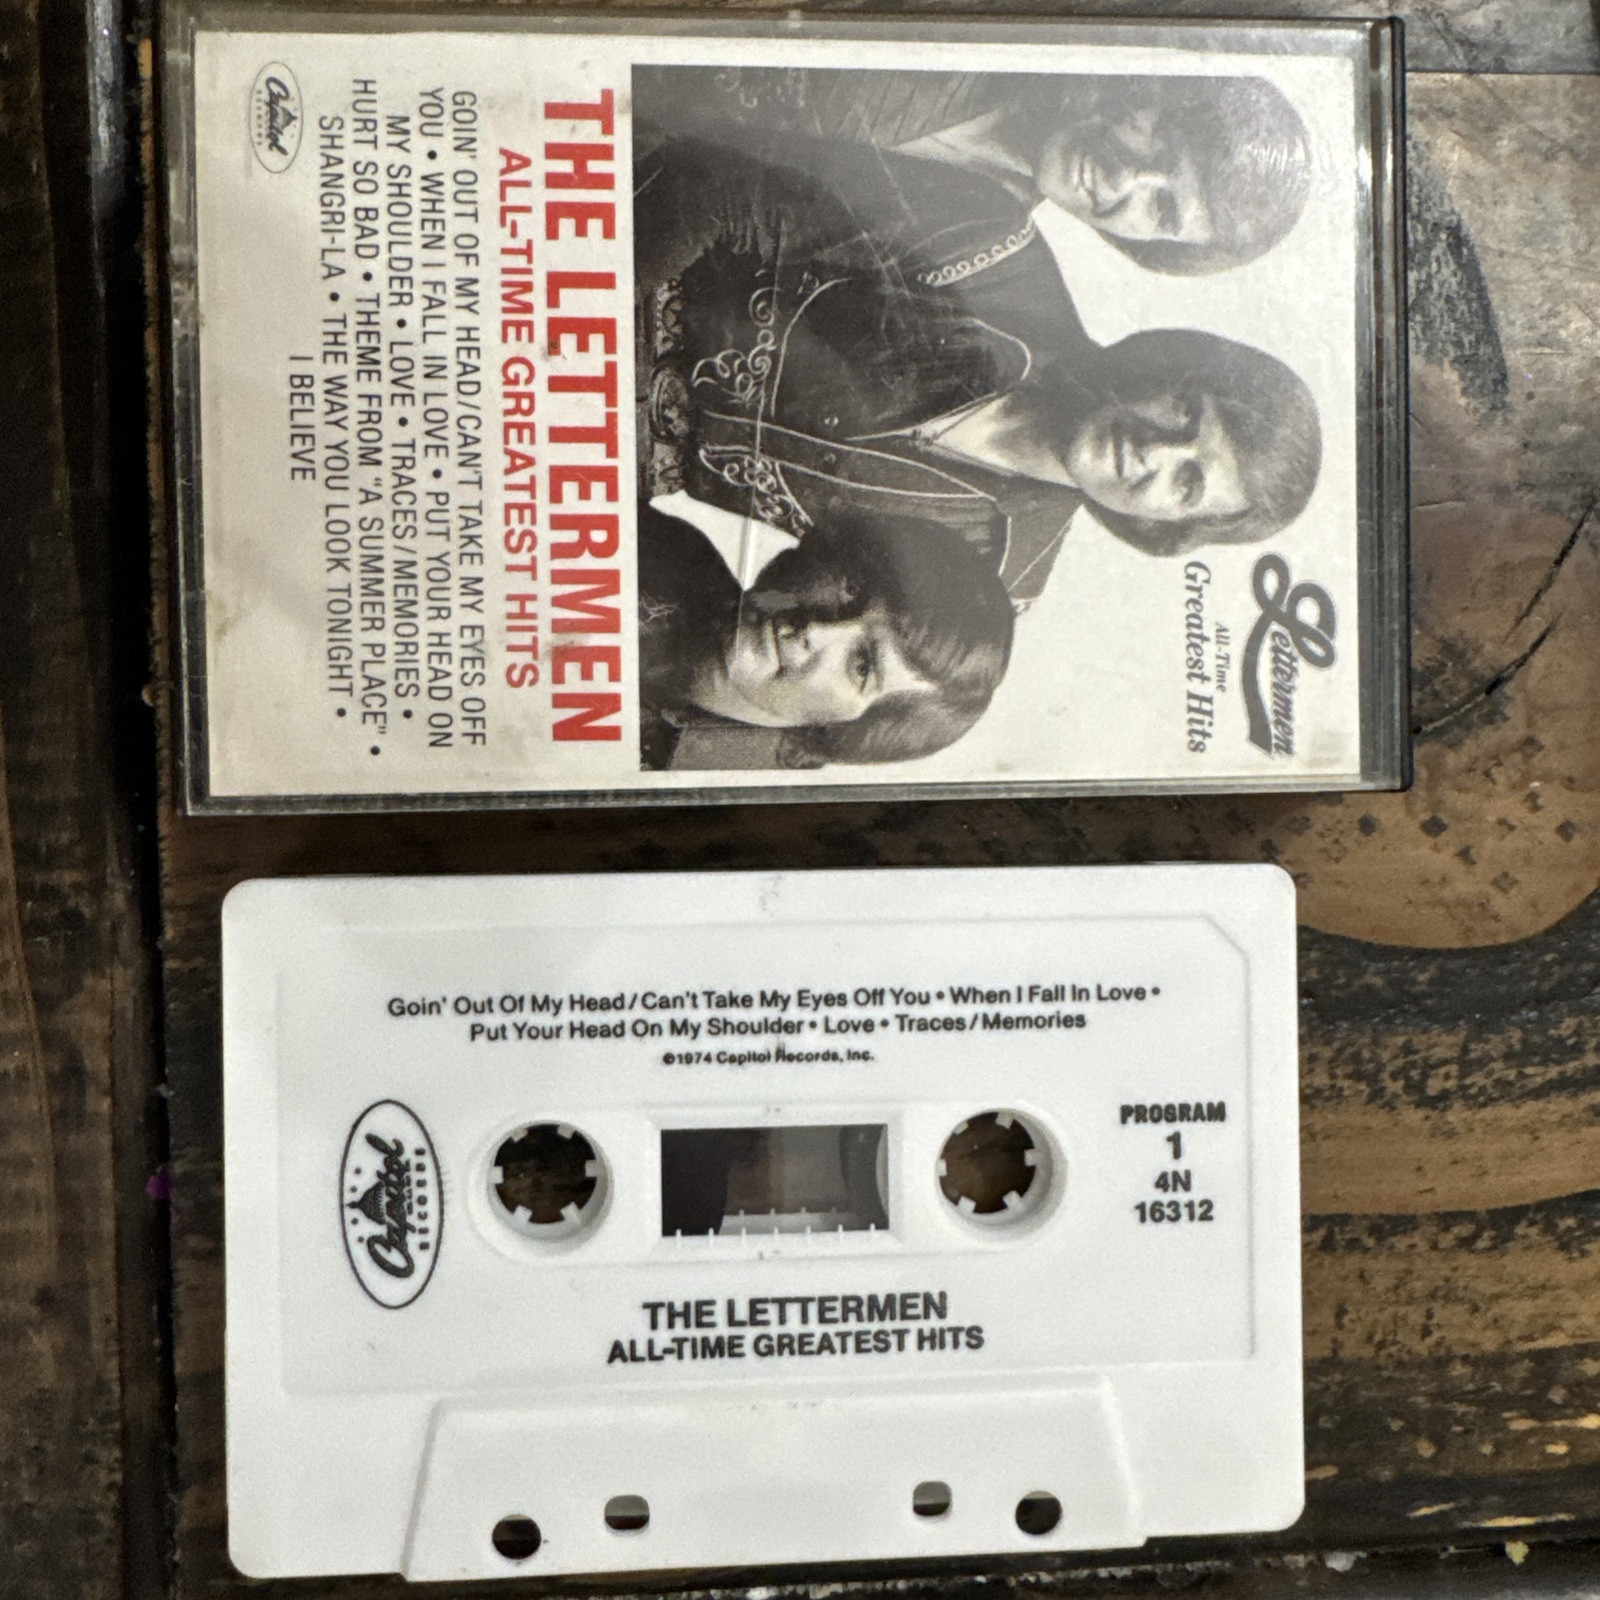 Lettermen
All-Time
Greatest Hits
THE LETTERMEN
ALL-TIME GREATEST HITS
GOIN' OUT OF MY HEAD/CAN'T TAKE MY EYES OFF
YOU • WHEN I FALL IN LOVE • PUT YOUR HEAD ON
MY SHOULDER • LOVE • TRACES/MEMORIES •
HURT SO BAD • THEME FROM "A SUMMER PLACE" •
SHANGRI-LA • THE WAY YOU LOOK TONIGHT •
I BELIEVE
Capitol
RECORDS
Goin' Out Of My Head/Can't Take My Eyes Off You • When I Fall In Love •
Put Your Head On My Shoulder • Love • Traces/Memories
©1974 Capitol Records, Inc.
Capitol
RECORDS
PROGRAM
1
4N
16312
THE LETTERMEN
ALL-TIME GREATEST HITS